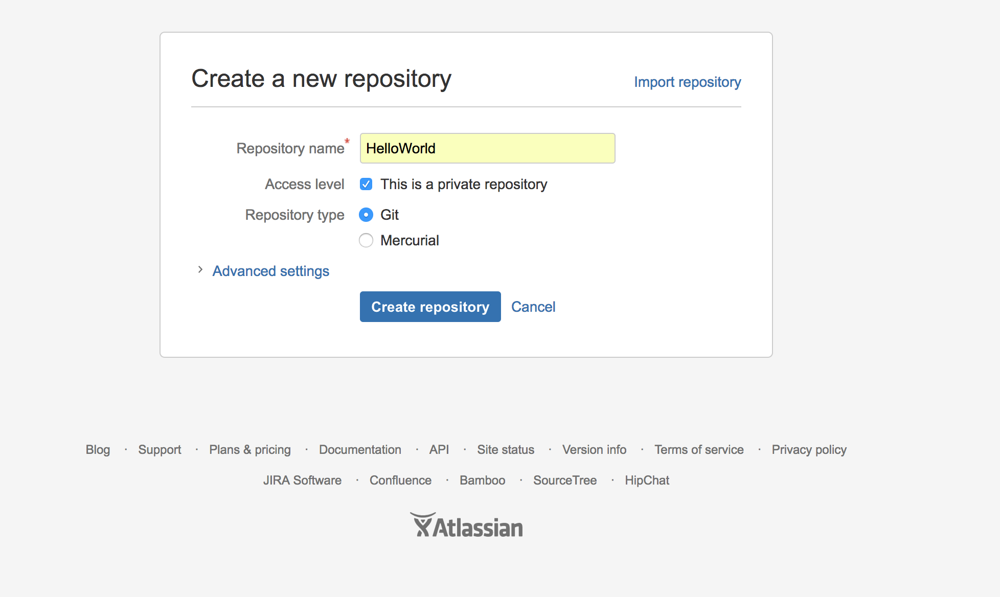 Create a new repository
Import repository
Repository name*
HelloWorld
Access level
This is a private repository
Repository type
Git
Mercurial
Advanced settings
Create repository
Cancel
Blog · Support · Plans & pricing · Documentation · API · Site status · Version info · Terms of service · Privacy policy
JIRA Software · Confluence · Bamboo · SourceTree · HipChat
Atlassian